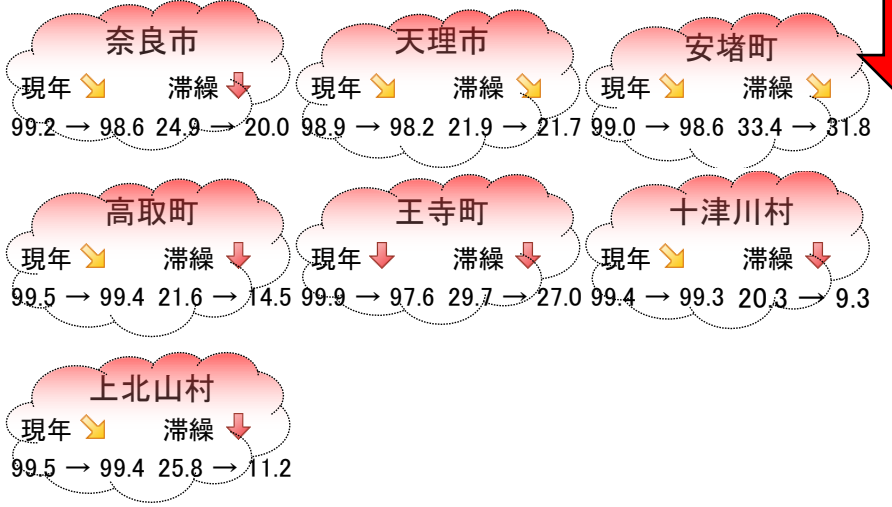 奈良市 天理市 安堵町
現年 滞繰 現年 滞繰 現年 滞繰
99.2 → 98.6 24.9 → 20.0 98.9 → 98.2 21.9 → 21.7 99.0 → 98.6 33.4 → 31.8
高取町 王寺町 十津川村
現年 滞繰 現年 滞繰 現年 滞繰
99.5 → 99.4 21.6 → 14.5 99.9 → 97.6 29.7 → 27.0 99.4 → 99.3 20.3 → 9.3
上北山村
現年 滞繰
99.5 → 99.4 25.8 → 11.2